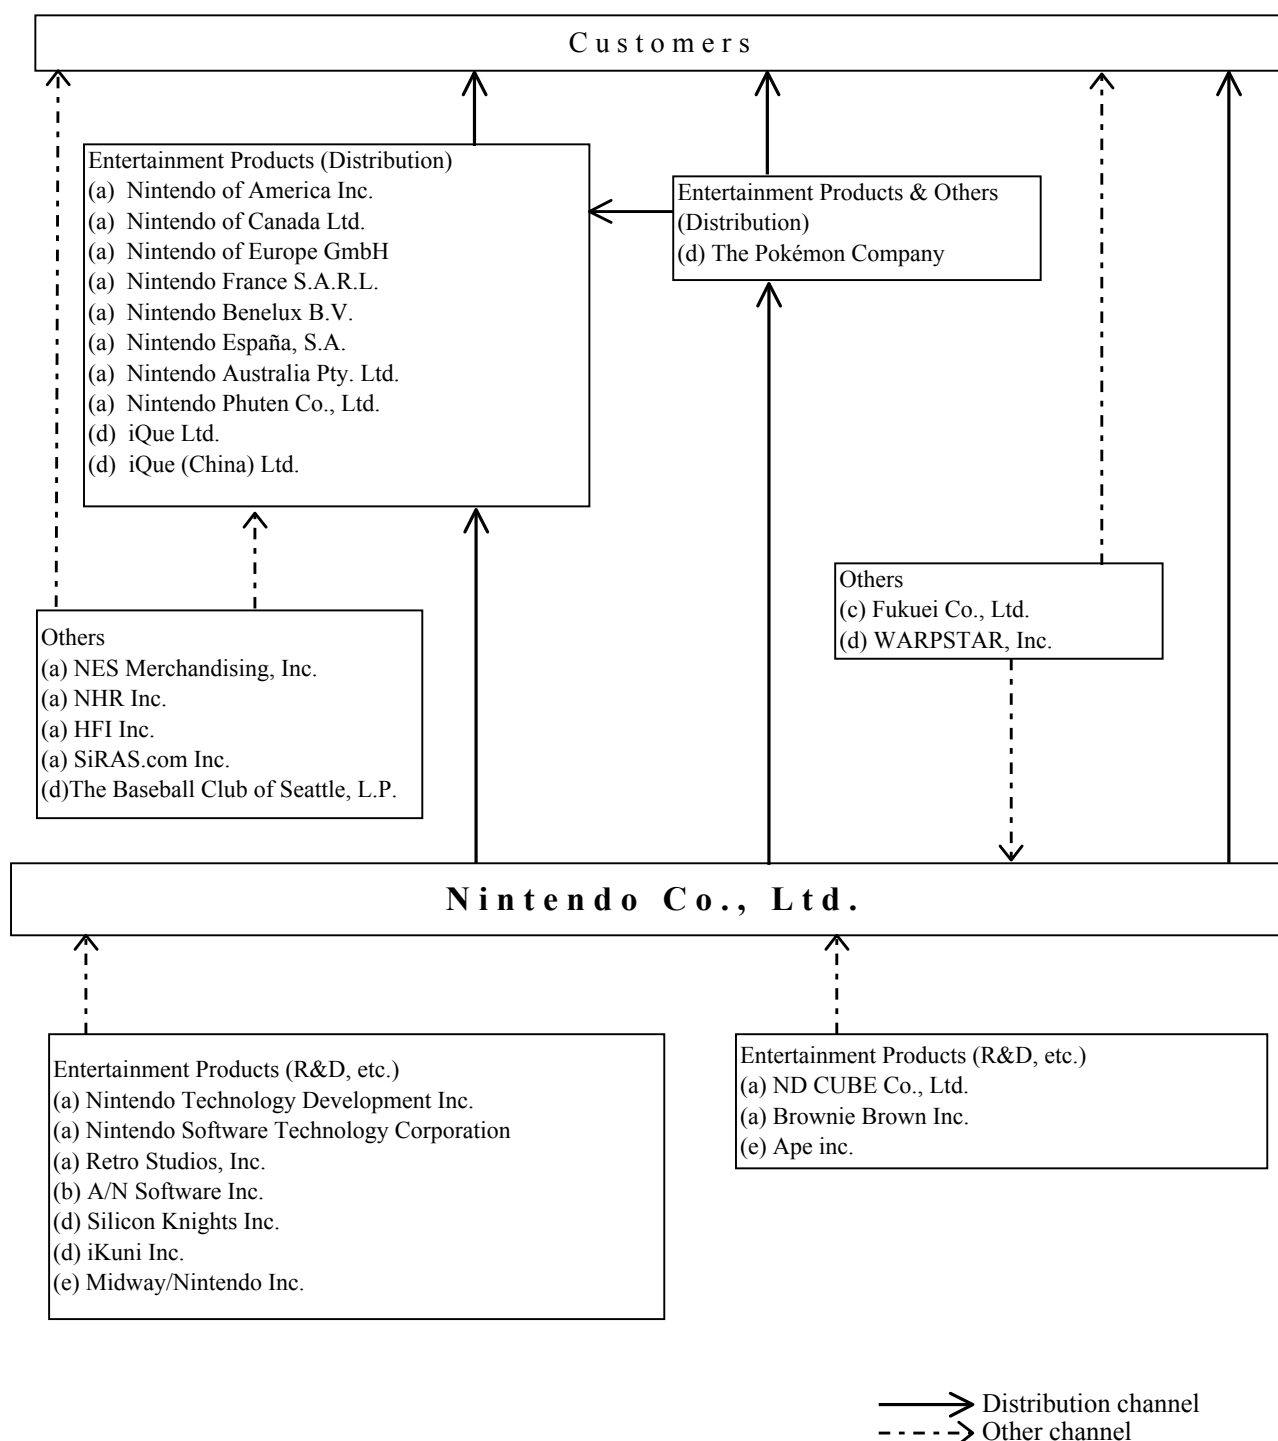 Customers
Entertainment Products (Distribution)
(a) Nintendo of America Inc.
(a) Nintendo of Canada Ltd.
(a) Nintendo of Europe GmbH
(a) Nintendo France S.A.R.L.
(a) Nintendo Benelux B.V.
(a) Nintendo España, S.A.
(a) Nintendo Australia Pty. Ltd.
(a) Nintendo Phuten Co., Ltd.
(d) iQue Ltd.
(d) iQue (China) Ltd.
Entertainment Products & Others
(Distribution)
(d) The Pokémon Company
Others
(c) Fukuei Co., Ltd.
(d) WARPSTAR, Inc.
Others
(a) NES Merchandising, Inc.
(a) NHR Inc.
(a) HFI Inc.
(a) SiRAS.com Inc.
(d)The Baseball Club of Seattle, L.P.
Nintendo Co., Ltd.
Entertainment Products (R&D, etc.)
(a) Nintendo Technology Development Inc.
(a) Nintendo Software Technology Corporation
(a) Retro Studios, Inc.
(b) A/N Software Inc.
(d) Silicon Knights Inc.
(d) iKuni Inc.
(e) Midway/Nintendo Inc.
Entertainment Products (R&D, etc.)
(a) ND CUBE Co., Ltd.
(a) Brownie Brown Inc.
(e) Ape inc.
Distribution channel
Other channel